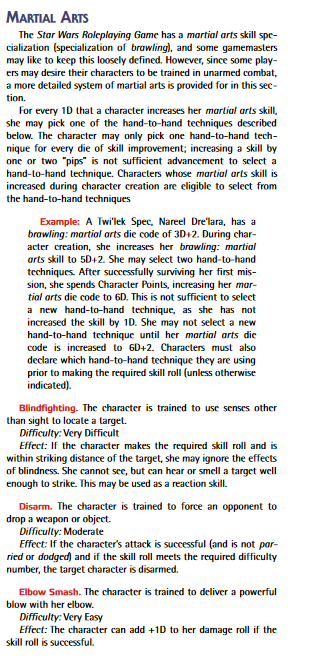 MARTIAL ARTS
The Star Wars Roleplaying Game has a martial arts skill spe-
cialization (specialization of brawling), and some gamemasters
may like to keep this loosely defined. However, since some play-
ers may desire their characters to be trained in unarmed combat,
a more detailed system of martial arts is provided for in this sec-
tion.
For every 1D that a character increases her martial arts skill,
she may pick one of the hand-to-hand techniques described
below. The character may only pick one hand-to-hand tech-
nique for every die of skill improvement; increasing a skill by
one or two "pips" is not sufficient advancement to select a
hand-to-hand technique. Characters whose martial arts skill is
increased during character creation are eligible to select from
the hand-to-hand techniques
Example: A Twi'lek Spec, Nareel Dre'lara, has a
brawling: martial arts die code of 3D+2. During char-
acter creation, she increases her brawling: martial
arts skill to 5D+2. She may select two hand-to-hand
techniques. After successfully surviving her first mis-
sion, she spends Character Points, increasing her mar-
tial arts die code to 6D. This is not sufficient to select
a new hand-to-hand technique, as she has not
increased the skill by 1D. She may not select a new
hand-to-hand technique until her martial arts die
code is increased to 6D+2. Characters must also
declare which hand-to-hand technique they are using
prior to making the required skill roll (unless otherwise
indicated).
Blindfighting. The character is trained to use senses other
than sight to locate a target.
Difficulty: Very Difficult
Effect: If the character makes the required skill roll and is
within striking distance of the target, she may ignore the effects
of blindness. She cannot see, but can hear or smell a target well
enough to strike. This may be used as a reaction skill.
Disarm. The character is trained to force an opponent to
drop a weapon or object.
Difficulty: Moderate
Effect: If the character's attack is successful (and is not par-
ried or dodged) and if the skill roll meets the required difficulty
number, the target character is disarmed.
Elbow Smash. The character is trained to deliver a powerful
blow with her elbow.
Difficulty: Very Easy
Effect: The character can add +1D to her damage roll if the
skill roll is successful.